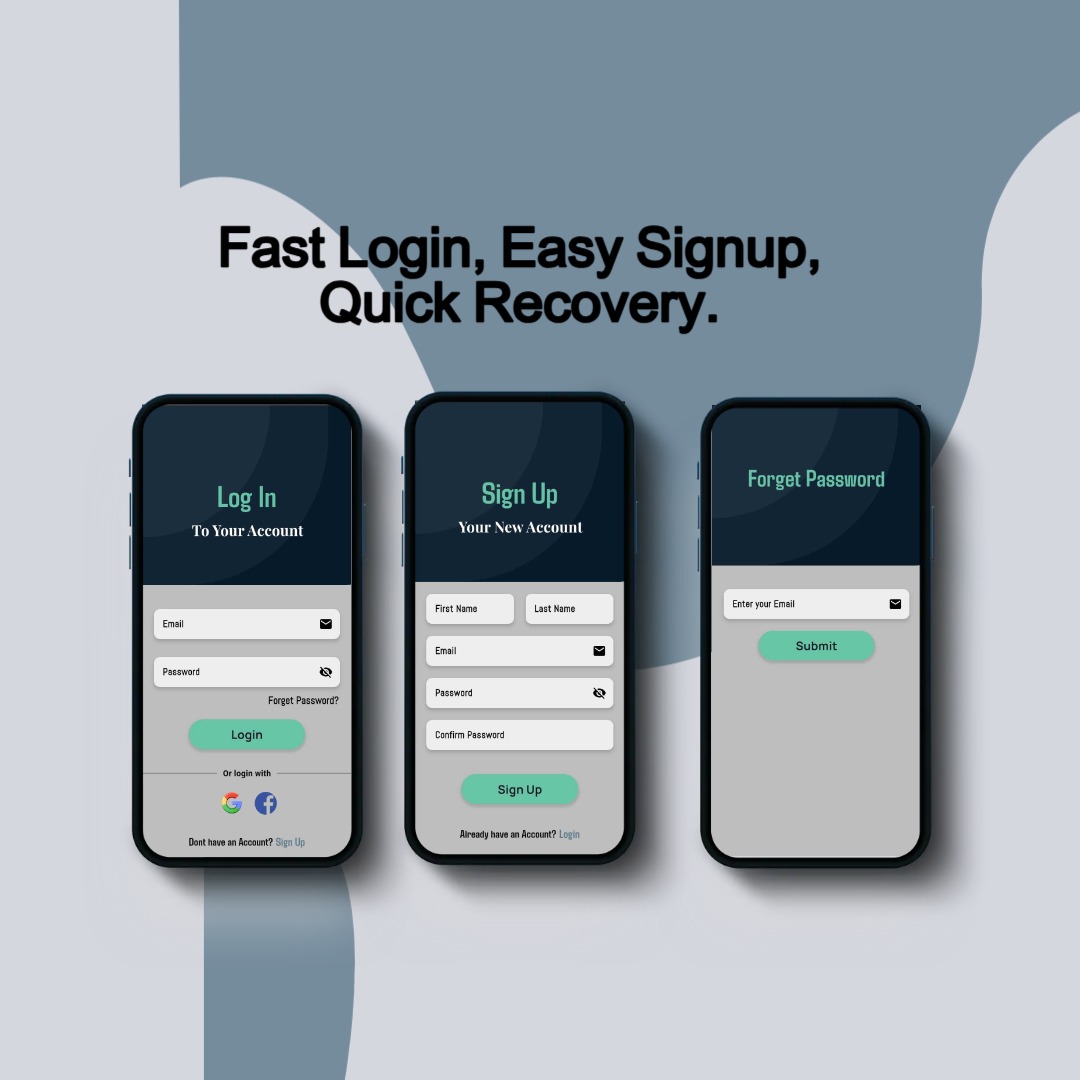 Fast Login, Easy Signup,
Quick Recovery.
Log In
To Your Account
Email
Password
Forget Password?
Login
Or login with
Dont have an Account? Sign Up
Sign Up
Your New Account
First Name
Last Name
Email
Password
Confirm Password
Sign Up
Already have an Account? Login
Forget Password
Enter your Email
Submit